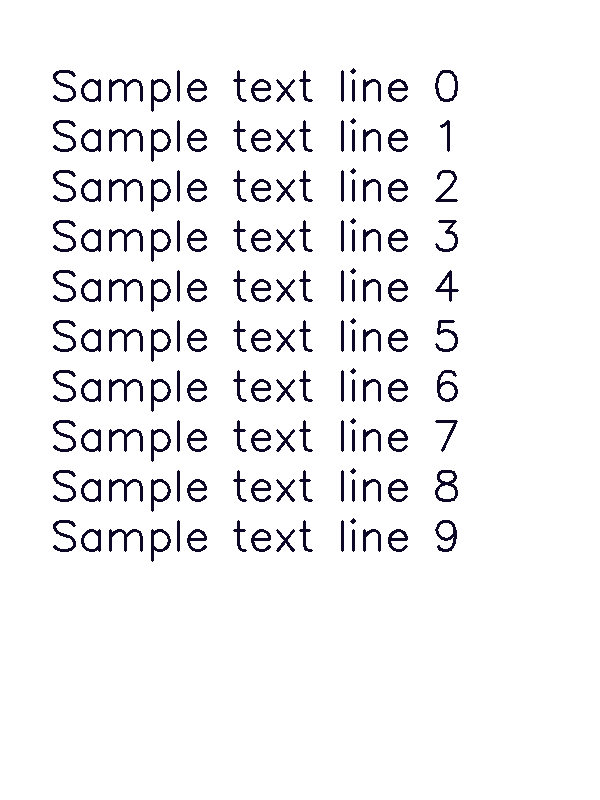 Sample text line 0
Sample text line 1
Sample text line 2
Sample text line 3
Sample text line 4
Sample text line 5
Sample text line 6
Sample text line 7
Sample text line 8
Sample text line 9